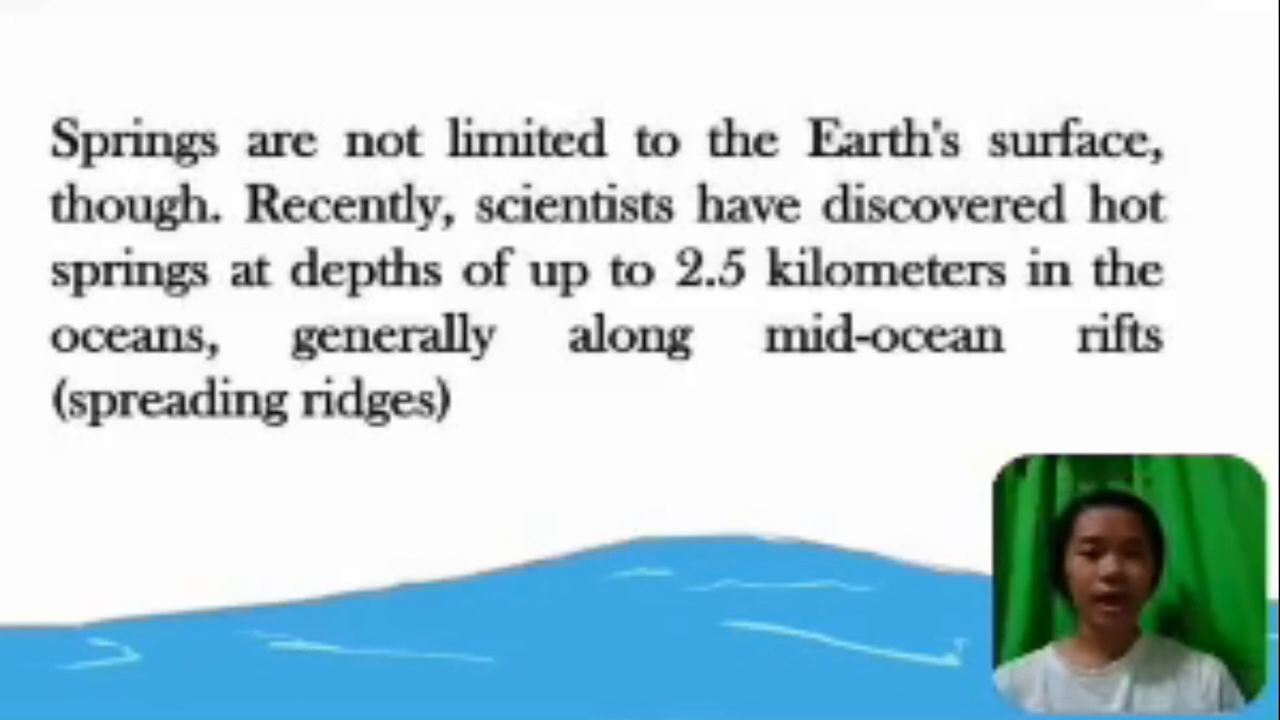 Springs are not limited to the Earth's surface,
though. Recently, scientists have discovered hot
springs at depths of up to 2.5 kilometers in the
oceans, generally along mid-ocean rifts
(spreading ridges)